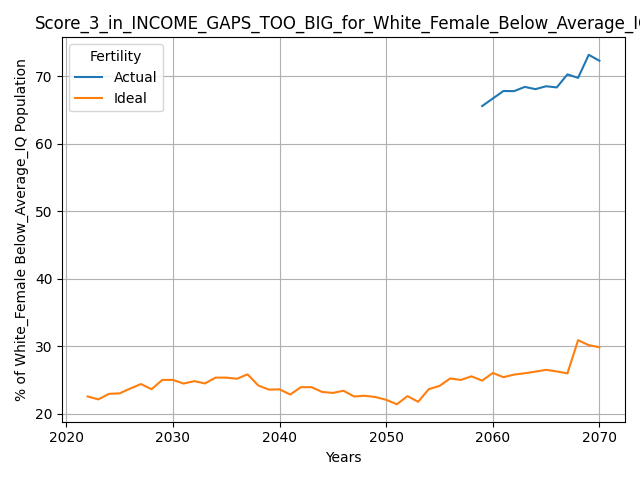 Score_3_in_INCOME_GAPS_TOO_BIG_for_White_Female_Below_Average_I
Fertility
Actual
Ideal
% of White_Female Below_Average_IQ Population
70
60
50
40
30
20
2020
2030
2040
2050
2060
2070
Years